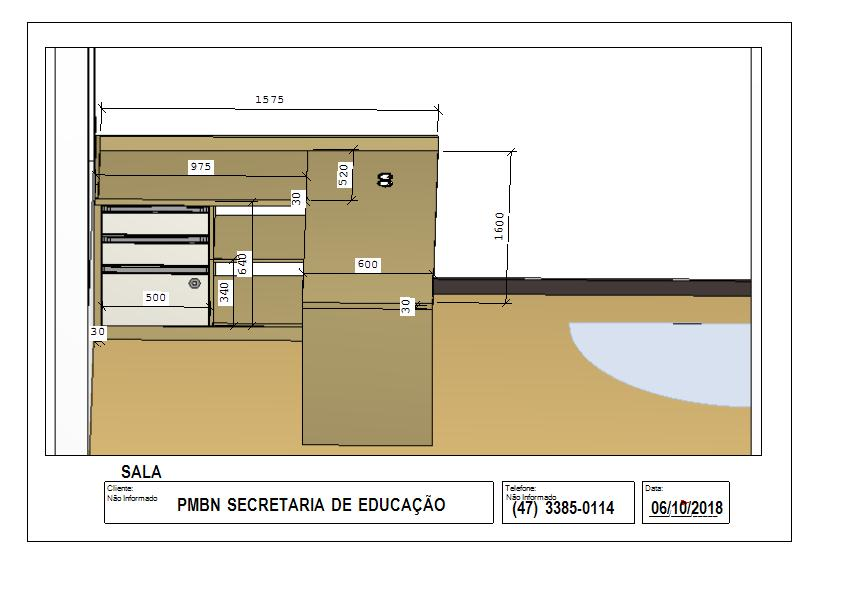 1575
975
520
30
1600
640
600
340
500
30
30
SALA
Cliente:
Não Informado
PMBN SECRETARIA DE EDUCAÇÃO
Telefone:
Não Informado
(47) 3385-0114
Data:
06/10/2018